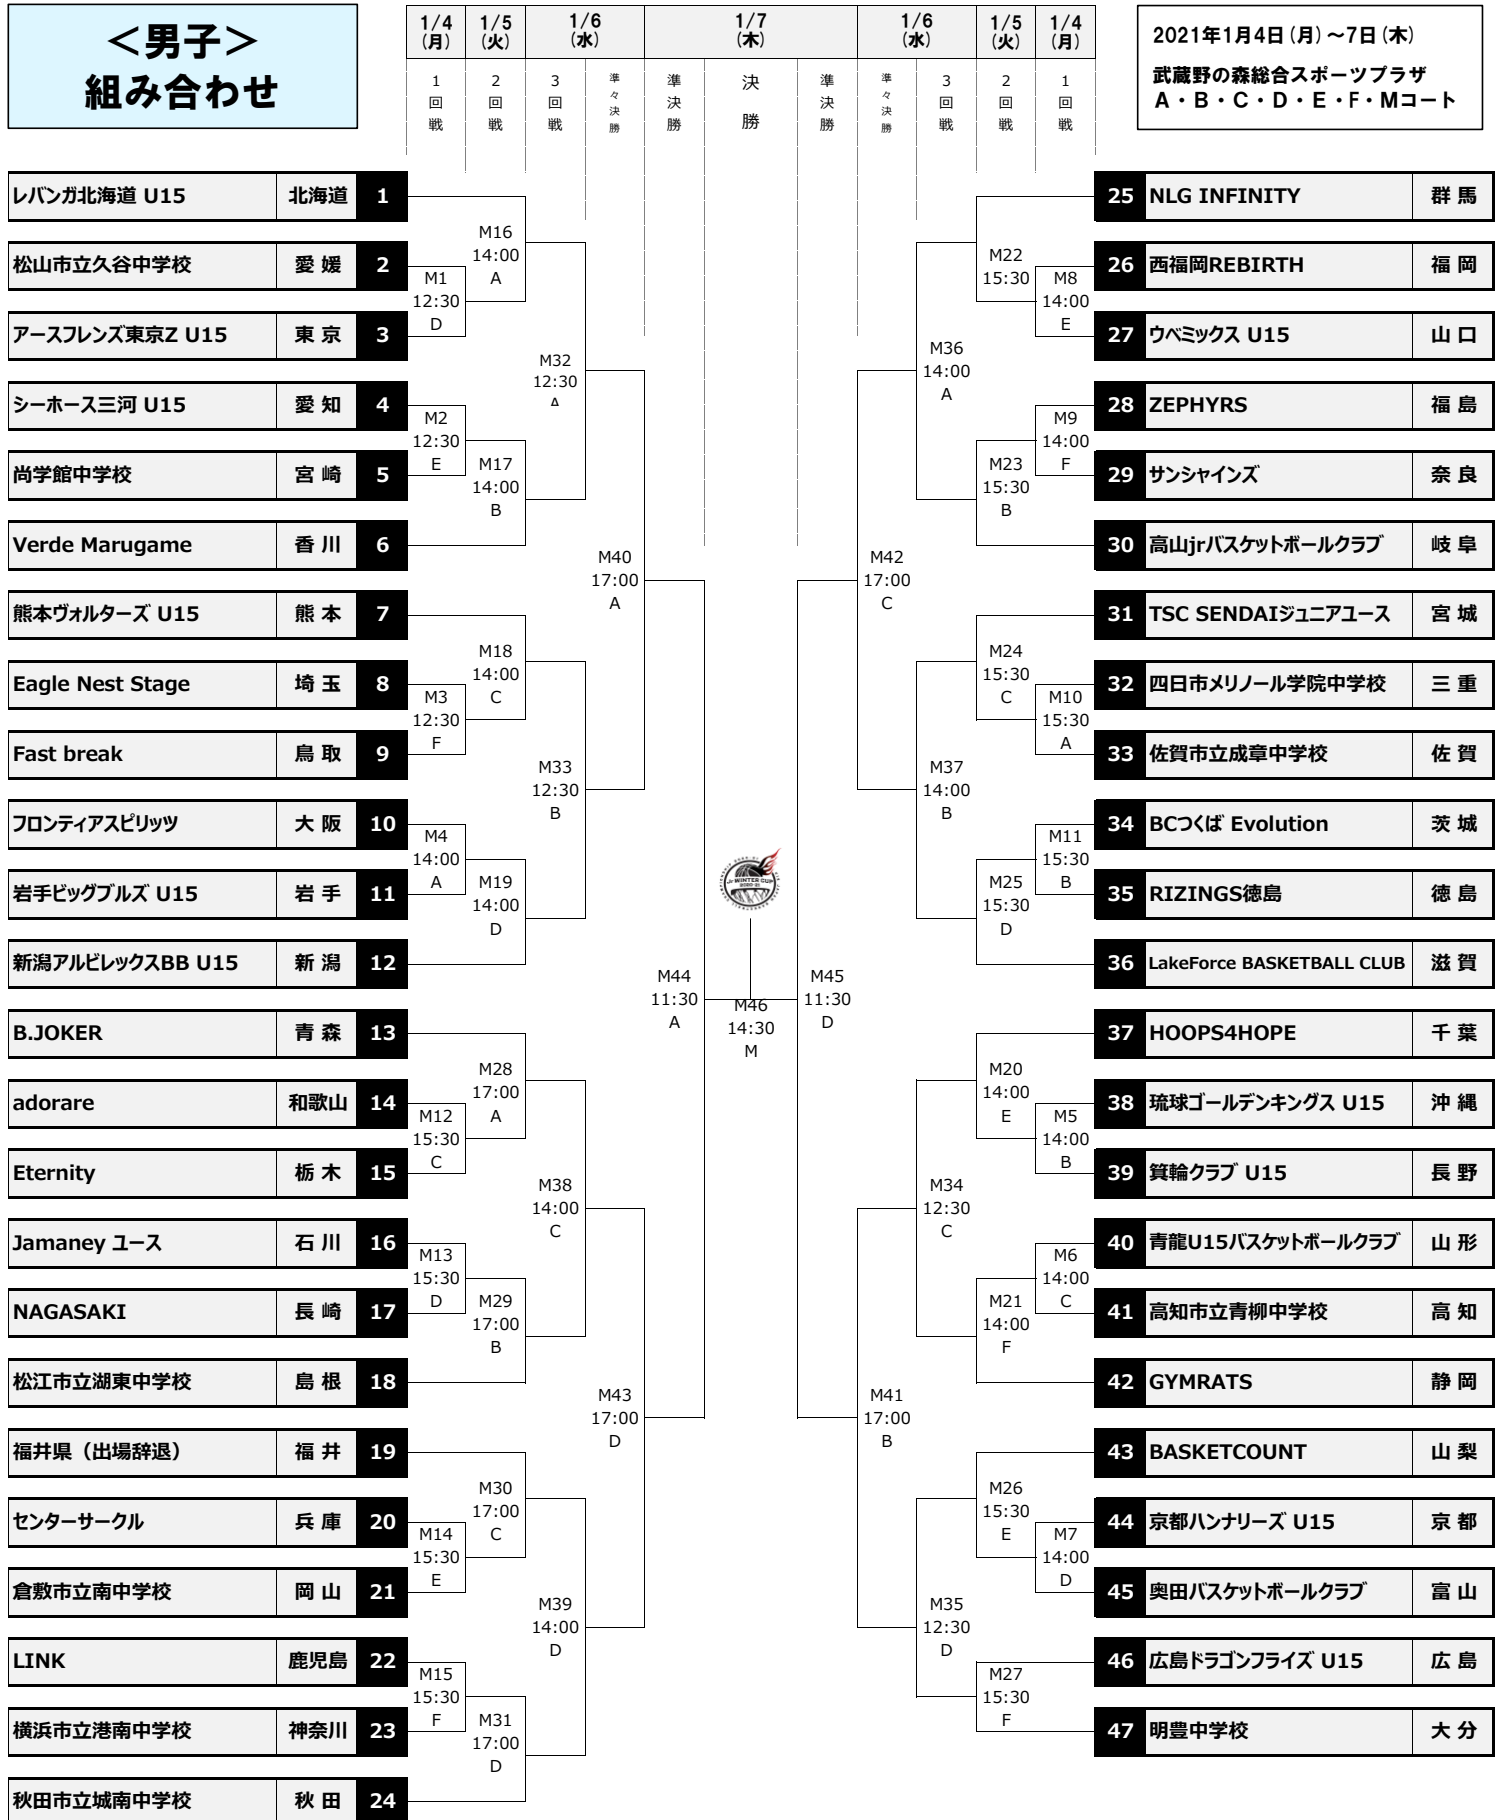 <男子>
組み合わせ
1/4
(月)
1/5
(火)
1/6
(水)
1/7
(木)
1/6
(水)
1/5
(火)
1/4
(月)
1回戦
2回戦
3回戦
準々決勝
準決勝
決勝
準決勝
準々決勝
3回戦
2回戦
1回戦
2021年1月4日(月)～7日(木)
武蔵野の森総合スポーツプラザ
A・B・C・D・E・F・Mコート
レバンガ北海道 U15 北海道 1
松山市立久谷中学校 愛媛 2
アースフレンズ東京Z U15 東京 3
シーホース三河 U15 愛知 4
尚学館中学校 宮崎 5
Verde Marugame 香川 6
熊本ヴォルターズ U15 熊本 7
Eagle Nest Stage 埼玉 8
Fast break 鳥取 9
フロンティアスピリッツ 大阪 10
岩手ビッグブルズ U15 岩手 11
新潟アルビレックスBB U15 新潟 12
B.JOKER 青森 13
adorare 和歌山 14
Eternity 栃木 15
Jamaney ユース 石川 16
NAGASAKI 長崎 17
松江市立湖東中学校 島根 18
福井県（出場辞退） 福井 19
センターサークル 兵庫 20
倉敷市立南中学校 岡山 21
LINK 鹿児島 22
横浜市立港南中学校 神奈川 23
秋田市立城南中学校 秋田 24
M1
12:30
D
M2
12:30
E
M3
12:30
F
M4
14:00
A
M12
15:30
C
M13
15:30
D
M14
15:30
E
M15
15:30
F
M16
14:00
A
M17
14:00
B
M18
14:00
C
M19
14:00
D
M28
17:00
A
M29
17:00
B
M30
17:00
C
M31
17:00
D
M32
12:30
A
M33
12:30
B
M38
14:00
C
M39
14:00
D
M40
17:00
A
M43
17:00
D
M44
11:30
A
Jr.WINTER CUP
2020-21
M46
14:30
M
M45
11:30
D
M42
17:00
C
M41
17:00
B
M36
14:00
A
M37
14:00
B
M34
12:30
C
M35
12:30
D
M22
15:30
M23
15:30
B
M24
15:30
C
M25
15:30
D
M20
14:00
E
M21
14:00
F
M26
15:30
E
M27
15:30
F
M8
14:00
E
M9
14:00
F
M10
15:30
A
M11
15:30
B
M5
14:00
B
M6
14:00
C
M7
14:00
D
25 NLG INFINITY 群馬
26 西福岡REBIRTH 福岡
27 ウベミックス U15 山口
28 ZEPHYRS 福島
29 サンシャインズ 奈良
30 高山jrバスケットボールクラブ 岐阜
31 TSC SENDAIジュニアユース 宮城
32 四日市メリノール学院中学校 三重
33 佐賀市立成章中学校 佐賀
34 BCつくば Evolution 茨城
35 RIZINGS徳島 徳島
36 LakeForce BASKETBALL CLUB 滋賀
37 HOOPS4HOPE 千葉
38 琉球ゴールデンキングス U15 沖縄
39 箕輪クラブ U15 長野
40 青龍U15バスケットボールクラブ 山形
41 高知市立青柳中学校 高知
42 GYMRATS 静岡
43 BASKETCOUNT 山梨
44 京都ハンナリーズ U15 京都
45 奥田バスケットボールクラブ 富山
46 広島ドラゴンフライズ U15 広島
47 明豊中学校 大分